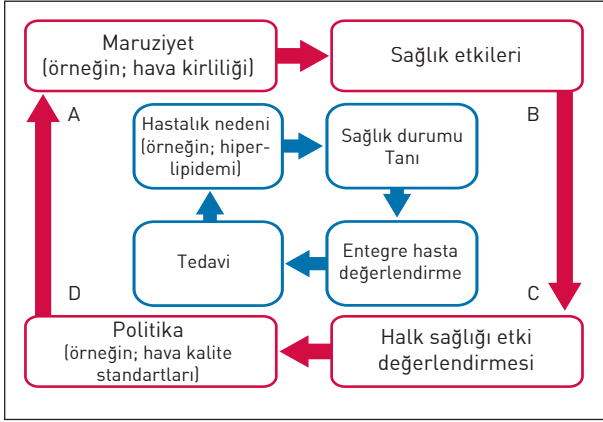 Maruziyet
(örneğin; hava kirliliği)
Sağlık etkileri
A
B
Hastalık nedeni
(örneğin; hiper-
lipidemi)
Sağlık durumu
Tanı
Tedavi
Entegre hasta
değerlendirme
D
C
Politika
(örneğin; hava kalite
standartları)
Halk sağlığı etki
değerlendirmesi